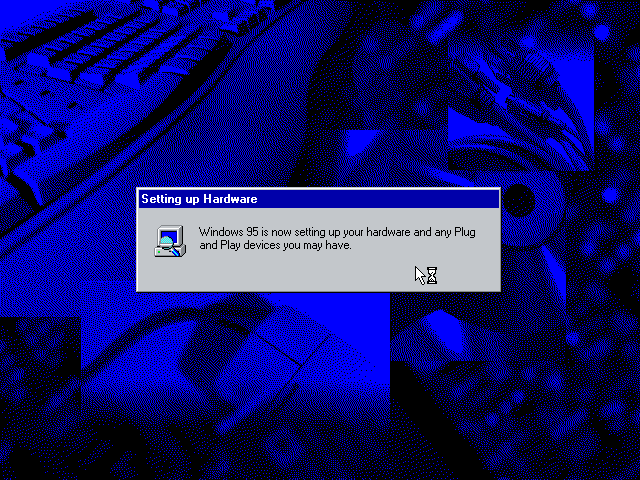 Setting up Hardware
Windows 95 is now setting up your hardware and any Plug
and Play devices you may have.